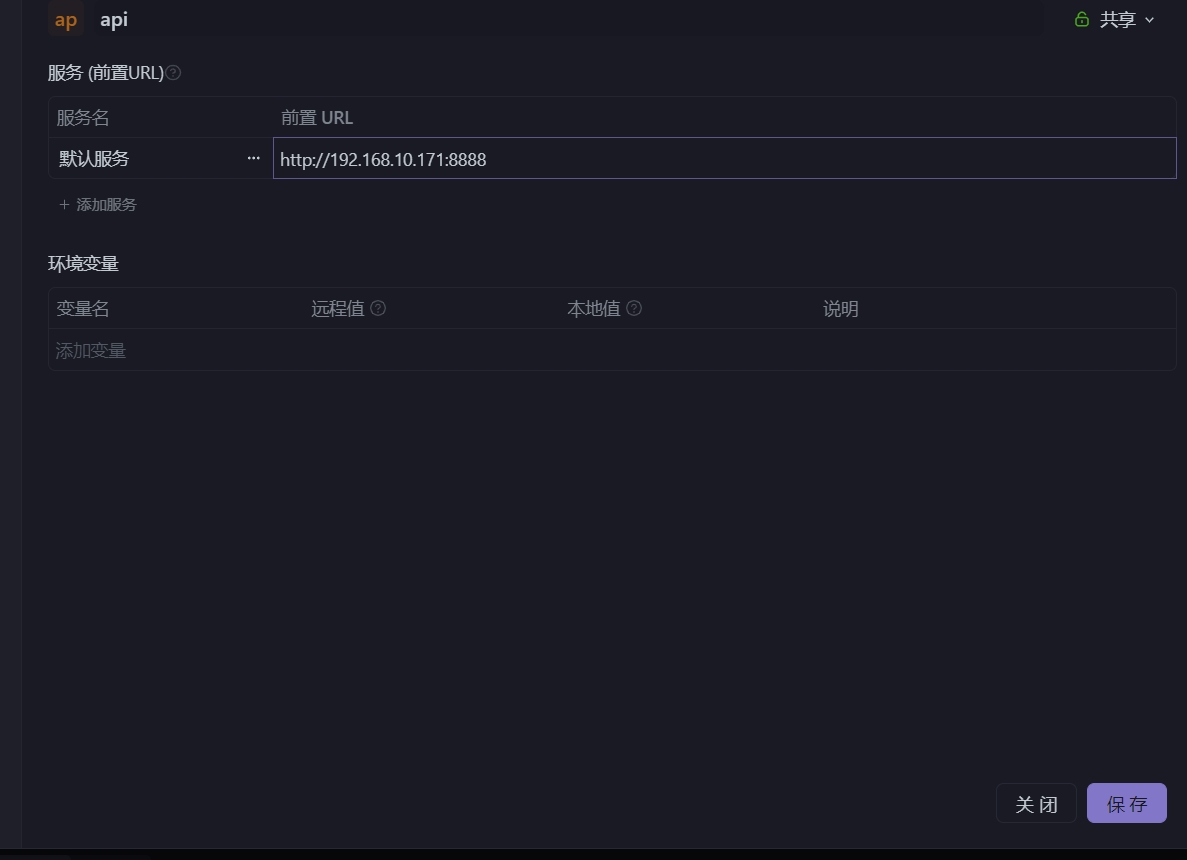 ap api 共享
服务 (前置URL)
服务名 前置 URL
默认服务 ··· http://192.168.10.171:8888
+ 添加服务
环境变量
变量名 远程值 本地值 说明
添加变量
关 闭 保 存